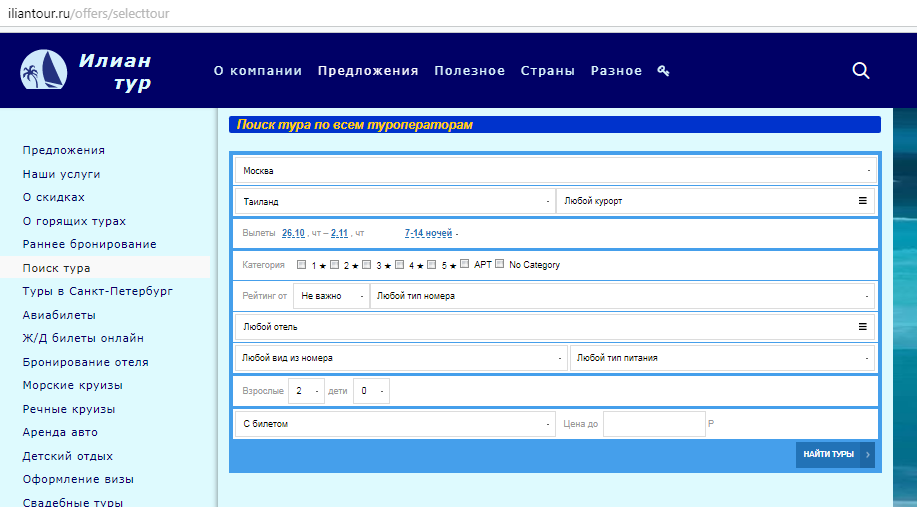 iliantour.ru/offers/selecttour
Илиан
тур
О компании Предложения Полезное Страны Разное
Поиск тура по всем туроператорам
Предложения
Наши услуги
О скидках
О горящих турах
Раннее бронирование
Поиск тура
Туры в Санкт-Петербург
Авиабилеты
Ж/Д билеты онлайн
Бронирование отеля
Морские круизы
Речные круизы
Аренда авто
Детский отдых
Оформление визы
Свадебные туры
Москва
Таиланд Любой курорт
Вылеты 26.10 , чт – 2.11 , чт 7-14 ночей
Категория 1 ★ 2 ★ 3 ★ 4 ★ 5 ★ APT No Category
Рейтинг от Не важно Любой тип номера
Любой отель
Любой вид из номера Любой тип питания
Взрослые 2 дети 0
С билетом Цена до Р
НАЙТИ ТУРЫ